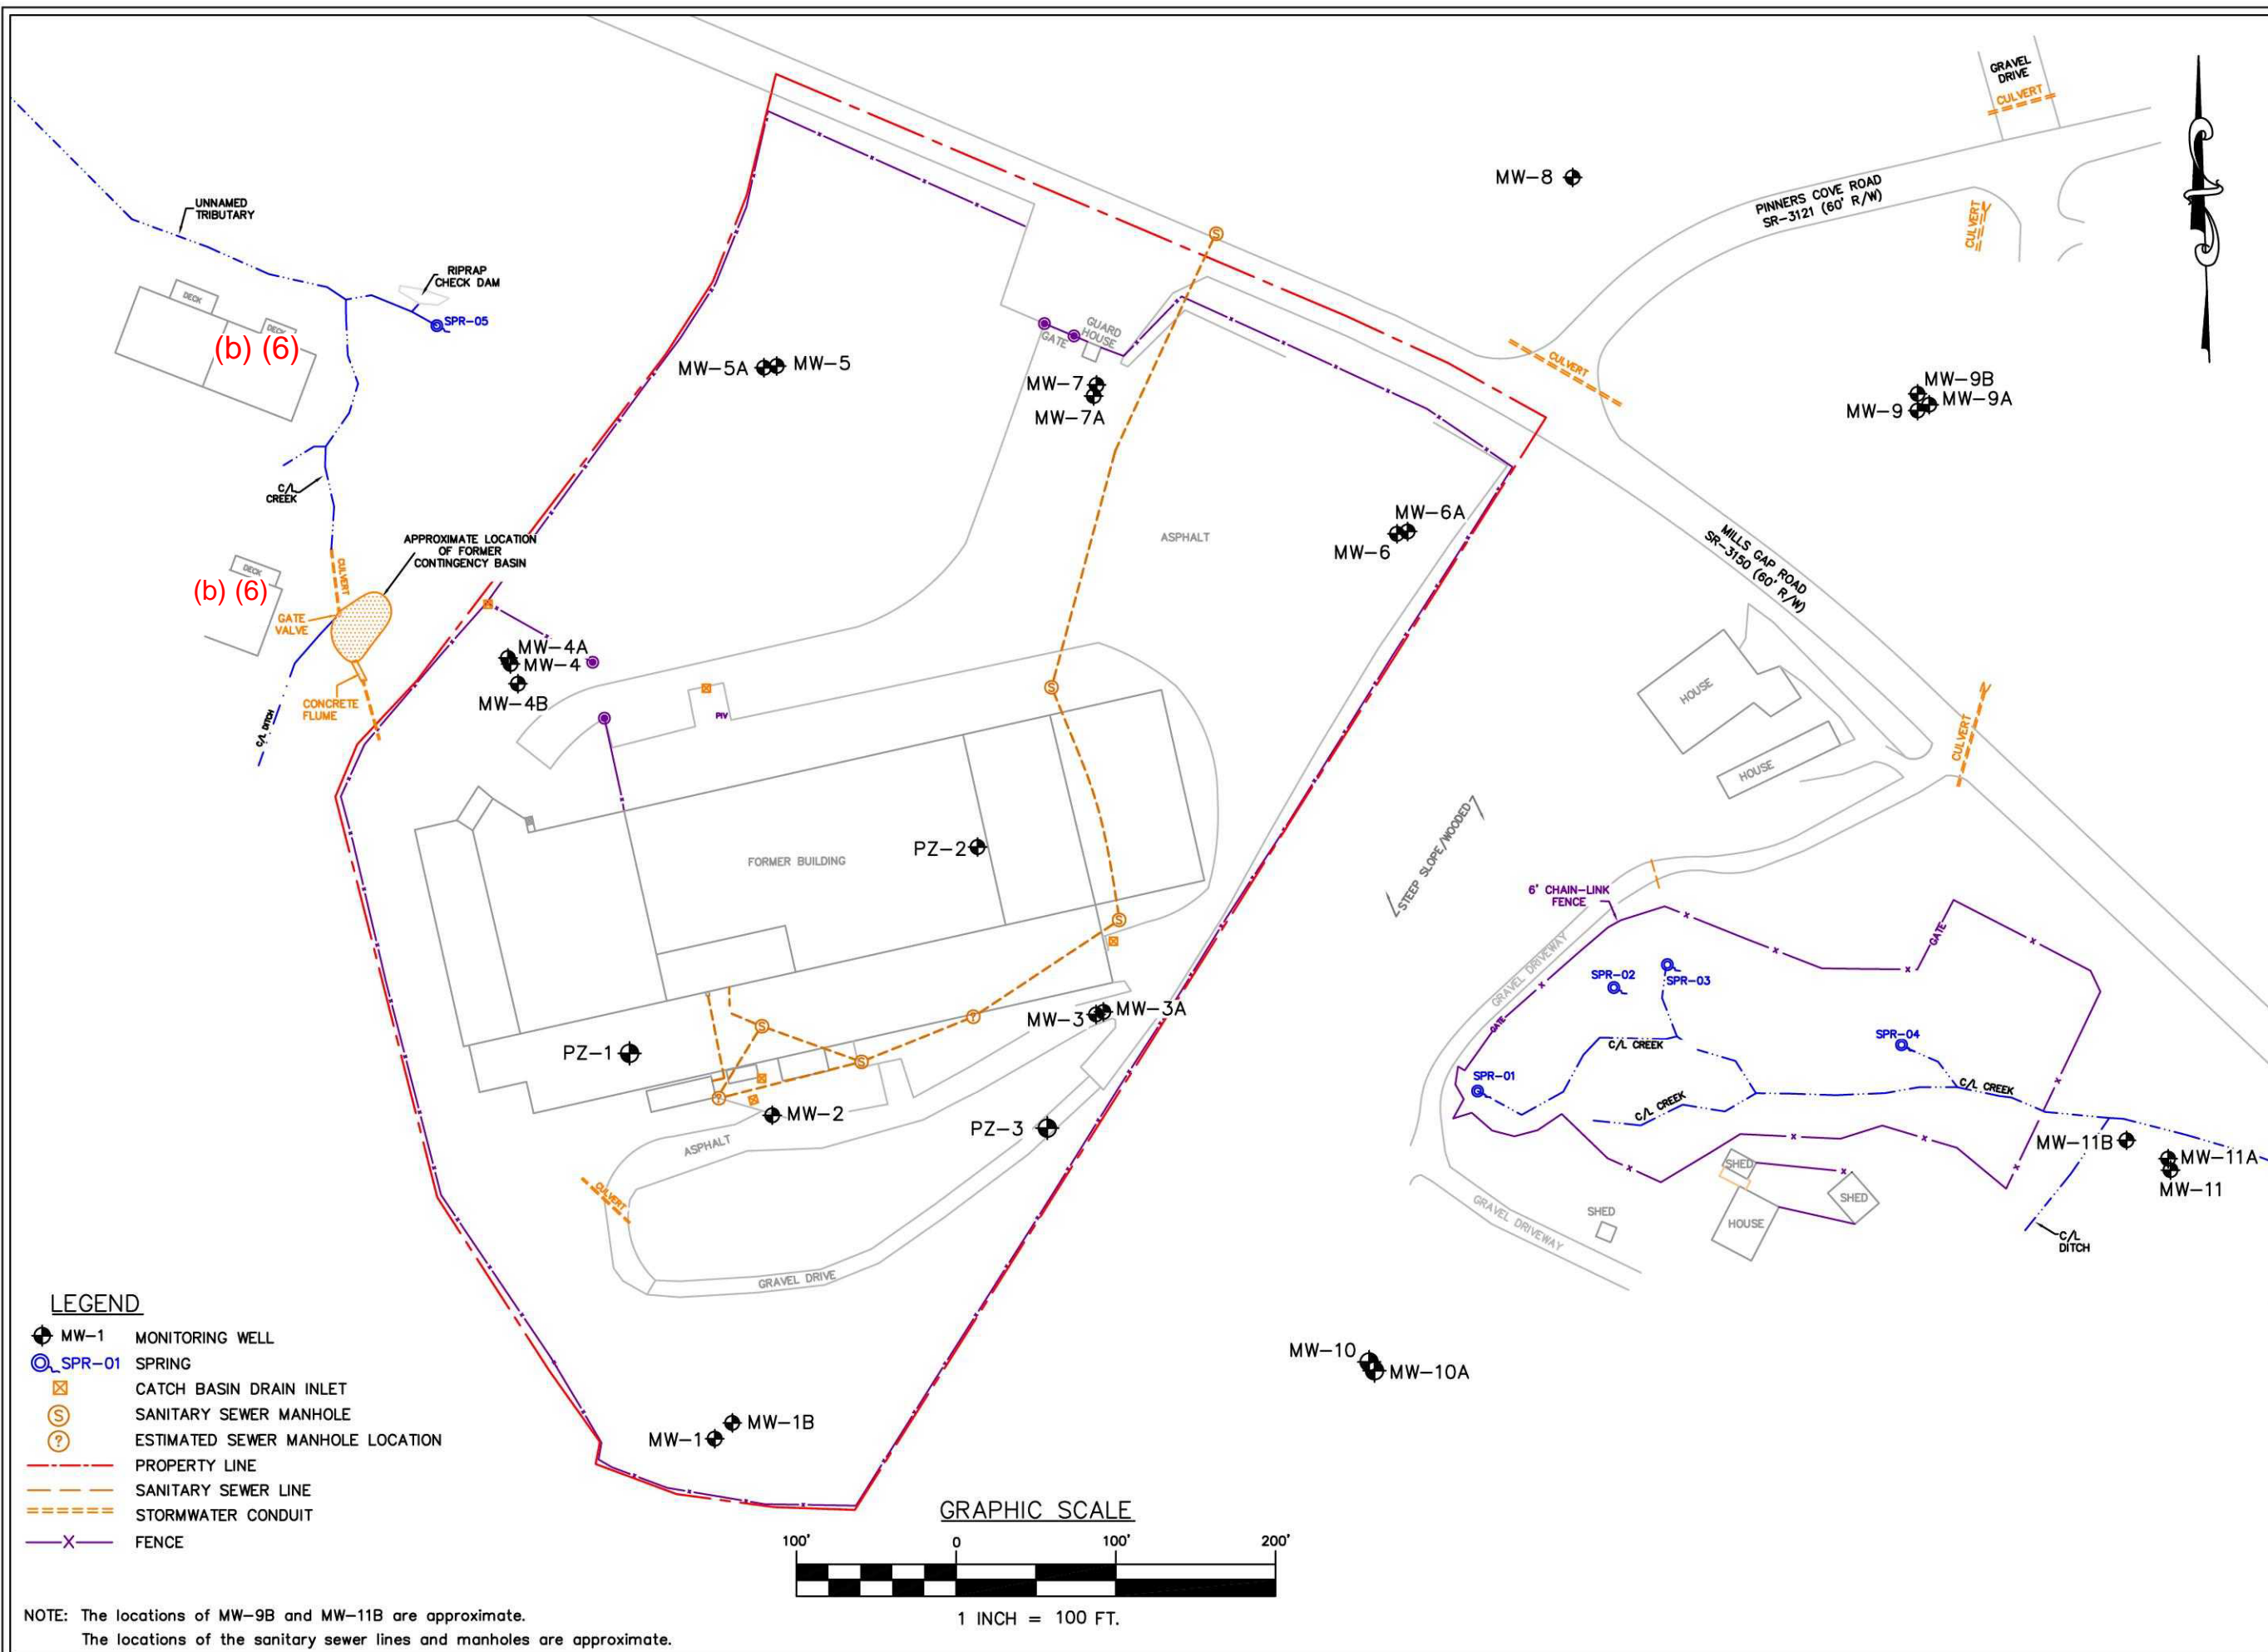 GRAVEL
DRIVE
CULVERT
MW-8
PINNERS COVE ROAD
SR-3121 (60' R/W)
CULVERT
UNNAMED
TRIBUTARY
RIPRAP
CHECK DAM
SPR-05
DECK
DECK
(b) (6)
GATE
GUARD
HOUSE
MW-5A
MW-5
MW-7
MW-7A
CULVERT
MW-9B
MW-9A
MW-9
C/L
CREEK
MW-6A
MW-6
ASPHALT
MILLS GAP ROAD
SR-3150 (60' R/W)
APPROXIMATE LOCATION
OF FORMER
CONTINGENCY BASIN
CULVERT
DECK
(b) (6)
GATE
VALVE
MW-4A
MW-4
MW-4B
CONCRETE
FLUME
C/L DITCH
PIV
HOUSE
HOUSE
CULVERT
STEEP SLOPE/WOODED
FORMER BUILDING
PZ-2
6' CHAIN-LINK
FENCE
GATE
GRAVEL DRIVEWAY
SPR-02
SPR-03
GATE
C/L CREEK
SPR-04
SPR-01
C/L CREEK
C/L CREEK
MW-3
MW-3A
PZ-1
MW-2
PZ-3
ASPHALT
CULVERT
GRAVEL DRIVE
MW-11B
MW-11A
MW-11
SHED
SHED
SHED
HOUSE
GRAVEL DRIVEWAY
C/L
DITCH
MW-10
MW-10A
MW-1B
MW-1
LEGEND
MW-1 MONITORING WELL
SPR-01 SPRING
CATCH BASIN DRAIN INLET
S SANITARY SEWER MANHOLE
? ESTIMATED SEWER MANHOLE LOCATION
PROPERTY LINE
SANITARY SEWER LINE
STORMWATER CONDUIT
X FENCE
GRAPHIC SCALE
100' 0 100' 200'
1 INCH = 100 FT.
NOTE: The locations of MW-9B and MW-11B are approximate.
The locations of the sanitary sewer lines and manholes are approximate.